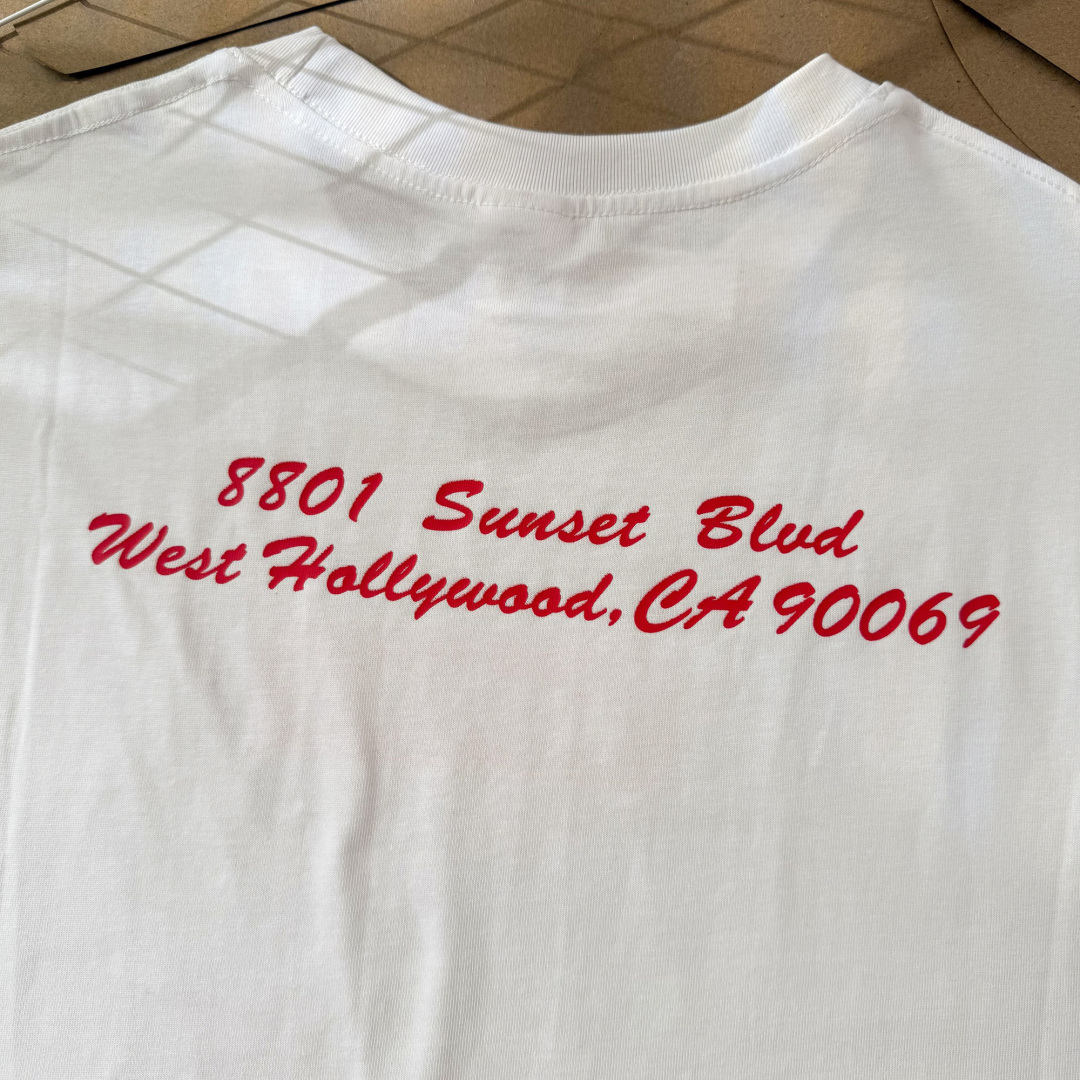 8801 Sunset Blvd
West Hollywood, CA 90069